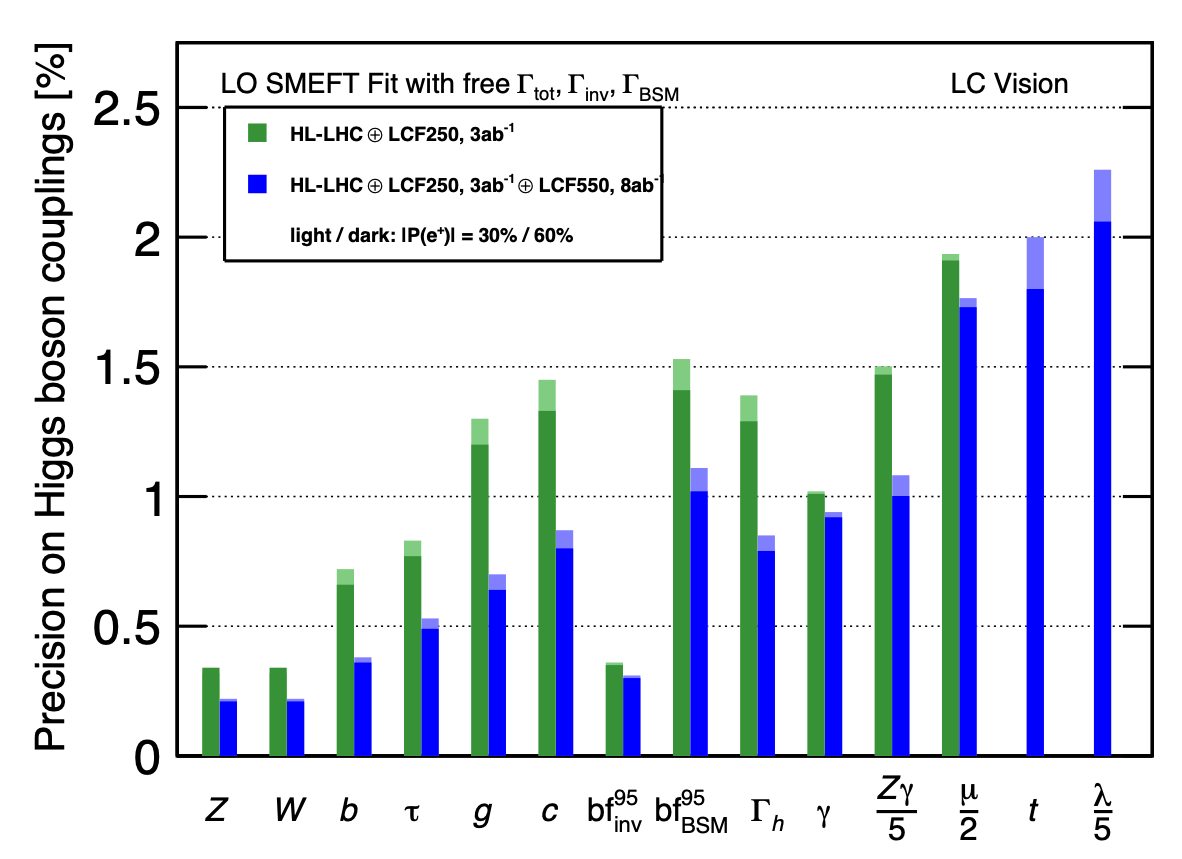 LO SMEFT Fit with free Γtot, Γinv, ΓBSM
LC Vision
HL-LHC ⊕ LCF250, 3ab-1
HL-LHC ⊕ LCF250, 3ab-1 ⊕ LCF550, 8ab-1
light / dark: |P(e+)| = 30% / 60%
Precision on Higgs boson couplings [%]
2.5
2
1.5
1
0.5
0
Z W b τ g c bf95inv bf95BSM Γh γ Zγ/5 μ/2 t λ/5